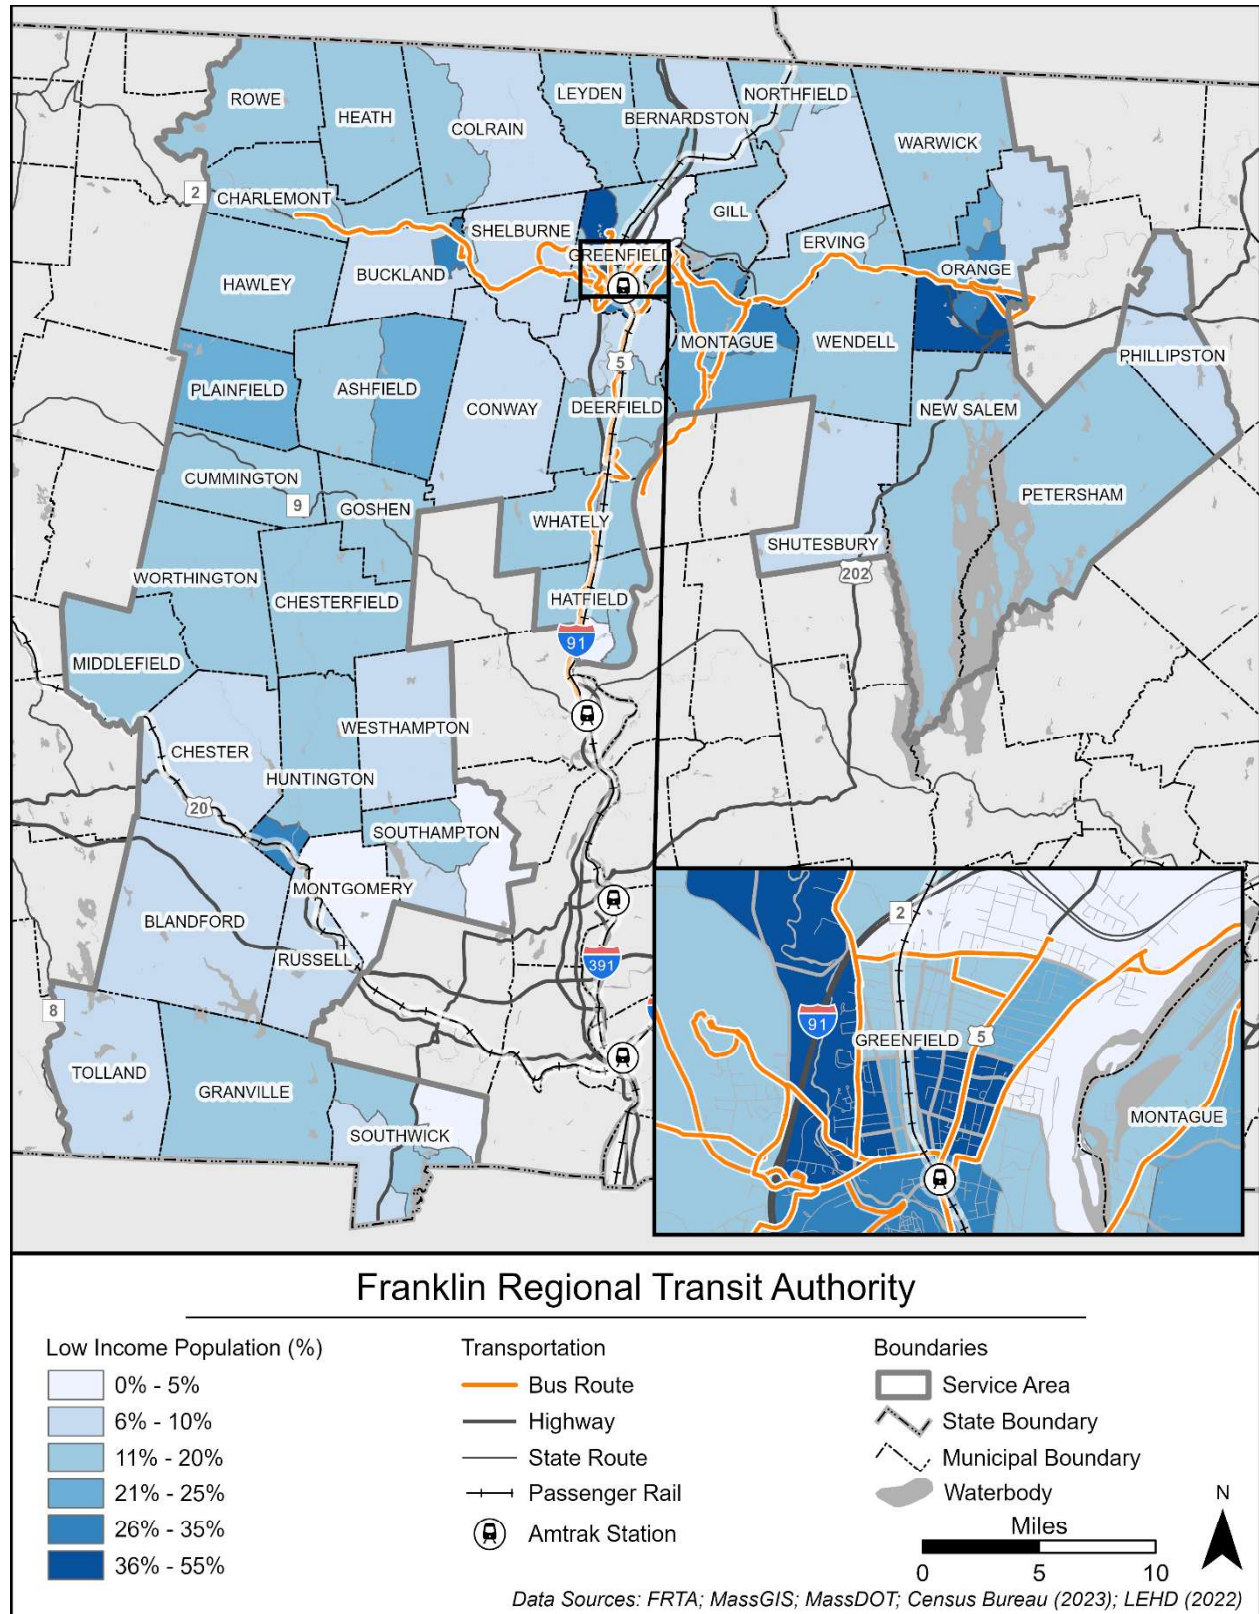 ROWE
HEATH
COLRAIN
LEYDEN
BERNARDSTON
NORTHFIELD
WARWICK
2
CHARLEMONT
SHELBURNE
GILL
ERVING
GREENFIELD
ORANGE
HAWLEY
BUCKLAND
MONTAGUE
WENDELL
PHILLIPSTON
5
PLAINFIELD
ASHFIELD
CONWAY
DEERFIELD
NEW SALEM
CUMMINGTON
9
GOSHEN
WHATELY
PETERSHAM
SHUTESBURY
202
WORTHINGTON
CHESTERFIELD
HATFIELD
91
MIDDLEFIELD
WESTHAMPTON
CHESTER
HUNTINGTON
20
SOUTHAMPTON
MONTGOMERY
BLANDFORD
RUSSELL
391
8
TOLLAND
GRANVILLE
SOUTHWICK
2
91
GREENFIELD
5
MONTAGUE
Franklin Regional Transit Authority
Low Income Population (%)
0% - 5%
6% - 10%
11% - 20%
21% - 25%
26% - 35%
36% - 55%
Transportation
Bus Route
Highway
State Route
Passenger Rail
Amtrak Station
Boundaries
Service Area
State Boundary
Municipal Boundary
Waterbody
Miles
0 5 10
N
Data Sources: FRTA; MassGIS; MassDOT; Census Bureau (2023); LEHD (2022)